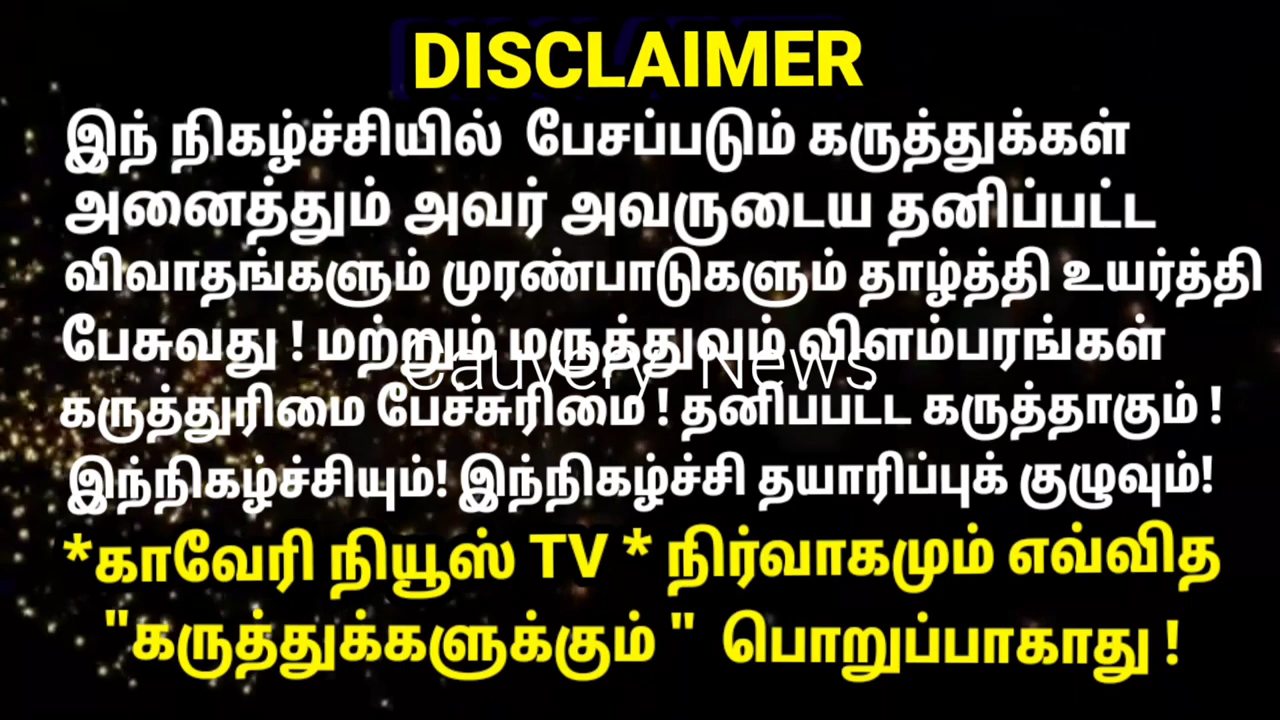 DISCLAIMER
இந் நிகழ்ச்சியில் பேசப்படும் கருத்துக்கள்
அனைத்தும் அவர் அவருடைய தனிப்பட்ட
விவாதங்களும் முரண்பாடுகளும் தாழ்த்தி உயர்த்தி
பேசுவது ! மற்றும் மருத்துவம் விளம்பரங்கள்
Cauvery News
கருத்துரிமை பேச்சுரிமை ! தனிப்பட்ட கருத்தாகும் !
இந்நிகழ்ச்சியும்! இந்நிகழ்ச்சி தயாரிப்புக் குழுவும்!
*காவேரி நியூஸ் TV * நிர்வாகமும் எவ்வித
"கருத்துக்களுக்கும் " பொறுப்பாகாது !